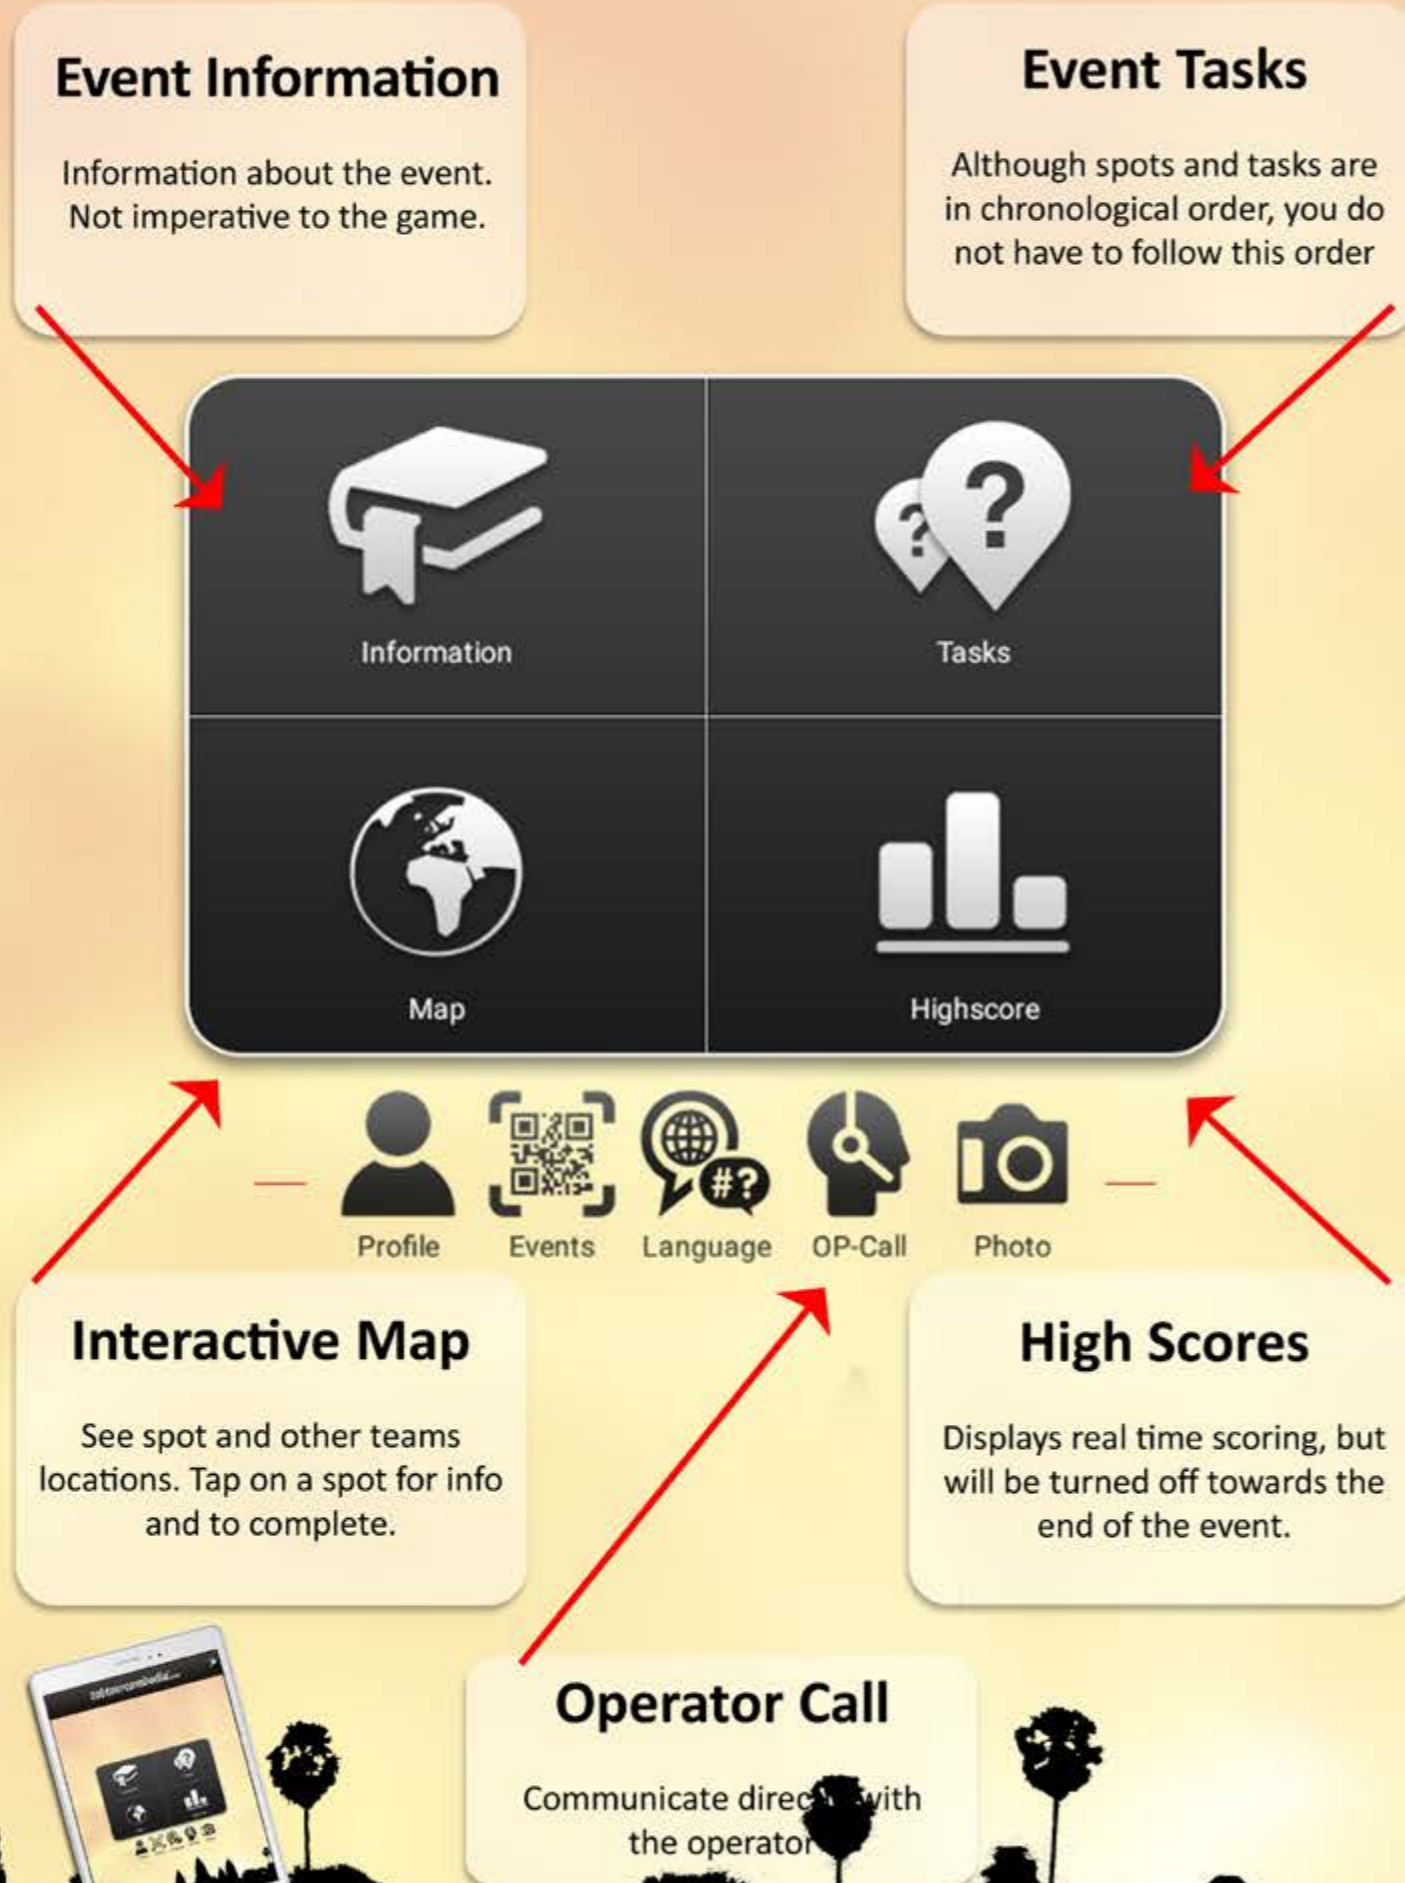 Event Information
Information about the event.
Not imperative to the game.
Event Tasks
Although spots and tasks are
in chronological order, you do
not have to follow this order
Information
Tasks
Map
Highscore
#?
Profile
Events
Language
OP-Call
Photo
Interactive Map
See spot and other teams
locations. Tap on a spot for info
and to complete.
High Scores
Displays real time scoring, but
will be turned off towards the
end of the event.
Operator Call
Communicate with
the operator